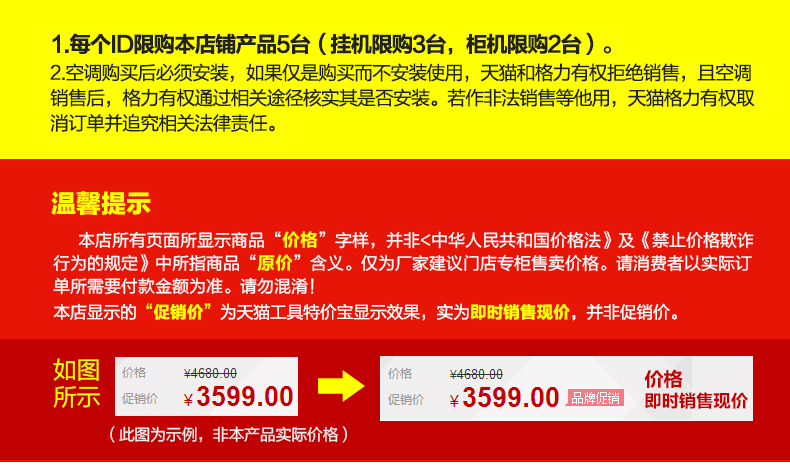 1.每个ID限购本店铺产品5台（挂机限购3台，柜机限购2台）。
2.空调购买后必须安装，如果仅是购买而不安装使用，天猫和格力有权拒绝销售，且空调
销售后，格力有权通过相关途径核实其是否安装。若作非法销售等他用，天猫格力有权取
消订单并追究相关法律责任。
温馨提示
本店所有页面所显示商品“价格”字样，并非<中华人民共和国价格法》及《禁止价格欺诈
行为的规定》中所指商品“原价”含义。仅为厂家建议门店专柜售卖价格。请消费者以实际订
单所需要付款金额为准。请勿混淆！
本店显示的“促销价”为天猫工具特价宝显示效果，实为即时销售现价，并非促销价。
如图
所示
价格 ¥4680.00
促销价 ¥3599.00
价格 ¥4680.00
促销价 ¥3599.00 品牌促销
价格
即时销售现价
（此图为示例，非本产品实际价格）